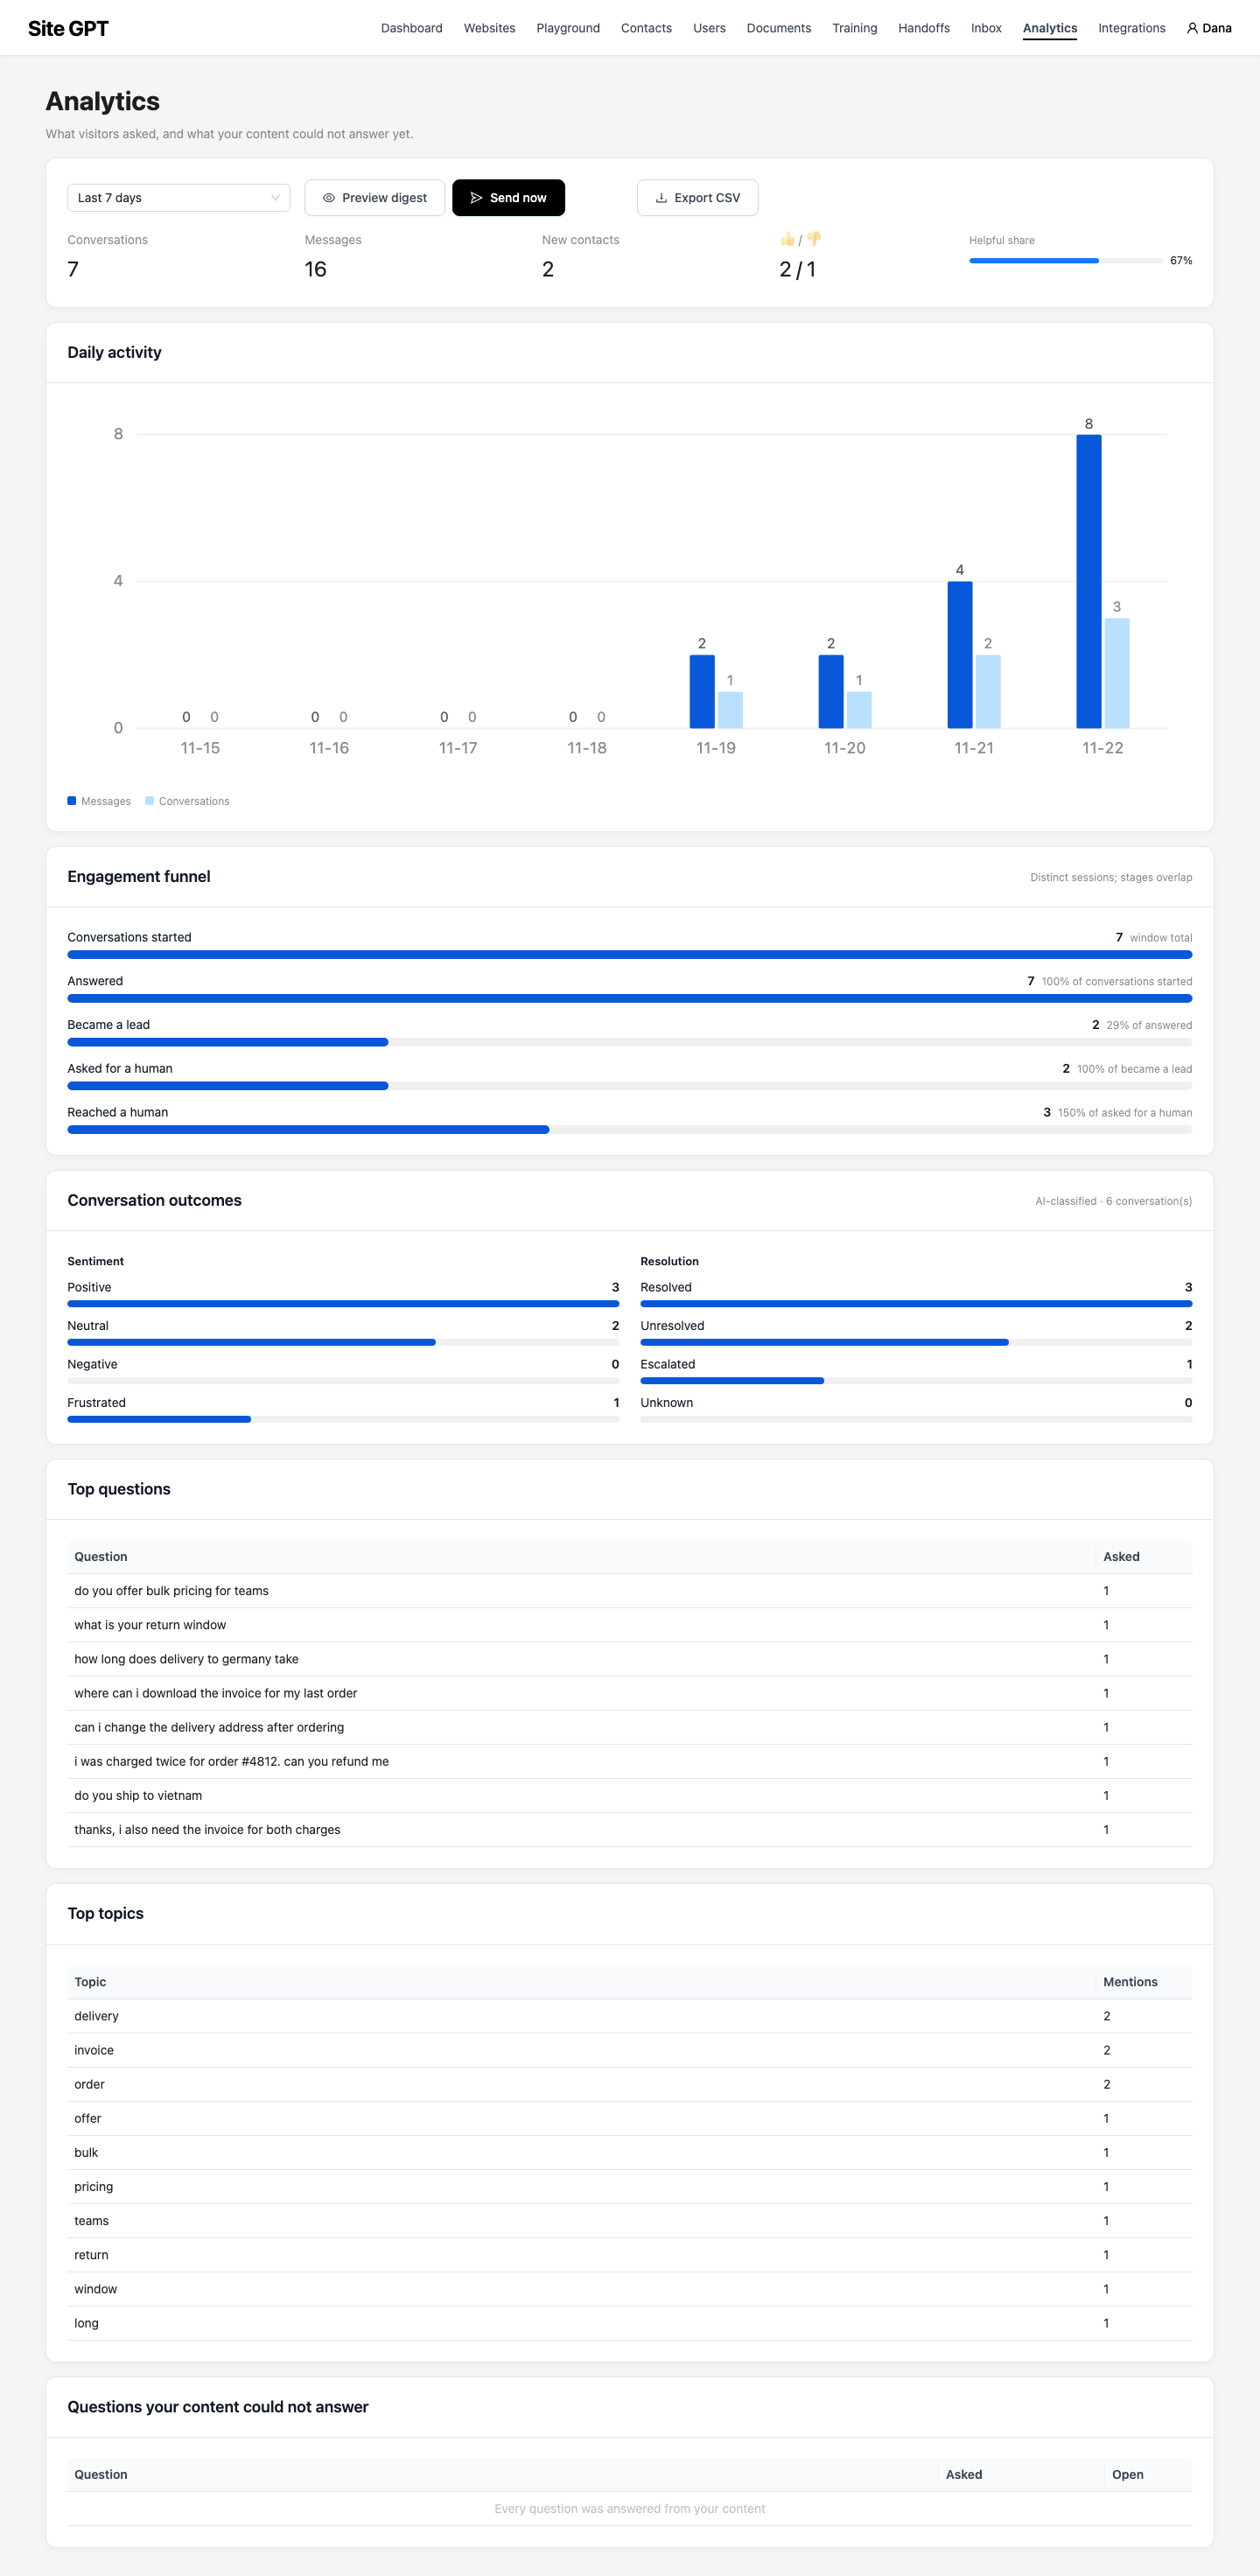 Site GPT
Dashboard Websites Playground Contacts Users Documents Training Handoffs Inbox Analytics Integrations Dana
Analytics
What visitors asked, and what your content could not answer yet.
Last 7 days Preview digest Send now Export CSV
Conversations Messages New contacts 👍 / 👎 Helpful share
7 16 2 2 / 1 67%
Daily activity
8
8
4
4
3
2 2 2
1 1
0 0 0 0 0 0 0 0
0
11-15 11-16 11-17 11-18 11-19 11-20 11-21 11-22
Messages Conversations
Engagement funnel Distinct sessions; stages overlap
Conversations started 7 window total
Answered 7 100% of conversations started
Became a lead 2 29% of answered
Asked for a human 2 100% of became a lead
Reached a human 3 150% of asked for a human
Conversation outcomes AI-classified · 6 conversation(s)
Sentiment Resolution
Positive 3 Resolved 3
Neutral 2 Unresolved 2
Negative 0 Escalated 1
Frustrated 1 Unknown 0
Top questions
Question Asked
do you offer bulk pricing for teams 1
what is your return window 1
how long does delivery to germany take 1
where can i download the invoice for my last order 1
can i change the delivery address after ordering 1
i was charged twice for order #4812. can you refund me 1
do you ship to vietnam 1
thanks, i also need the invoice for both charges 1
Top topics
Topic Mentions
delivery 2
invoice 2
order 2
offer 1
bulk 1
pricing 1
teams 1
return 1
window 1
long 1
Questions your content could not answer
Question Asked Open
Every question was answered from your content